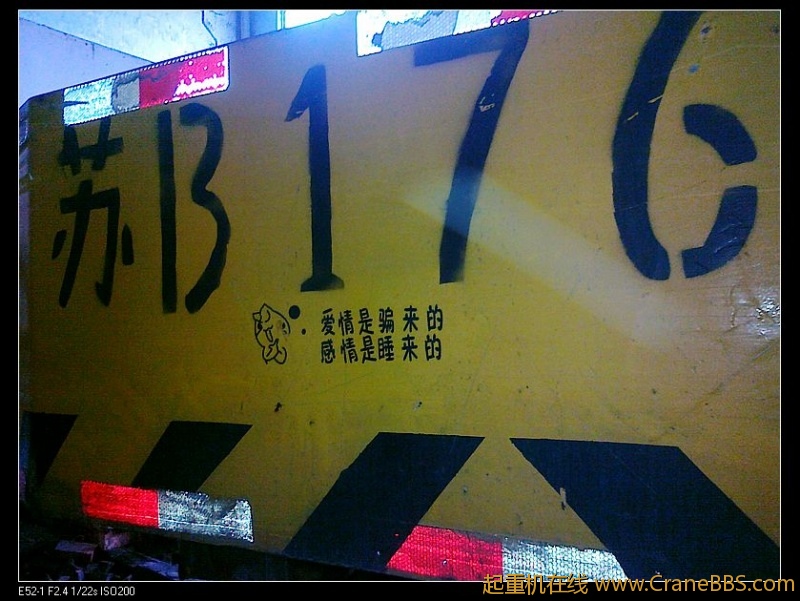 苏B176
爱情是骗来的
感情是睡来的
E52-1 F2.4 1/22s ISO200
起重机在线 www.CraneBBS.com